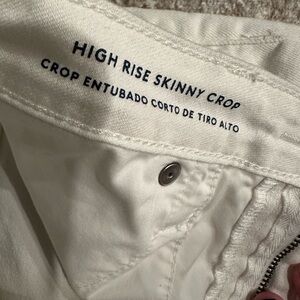 HIGH RISE SKINNY CROP
CROP ENTUBADO CORTO DE TIRO ALTO